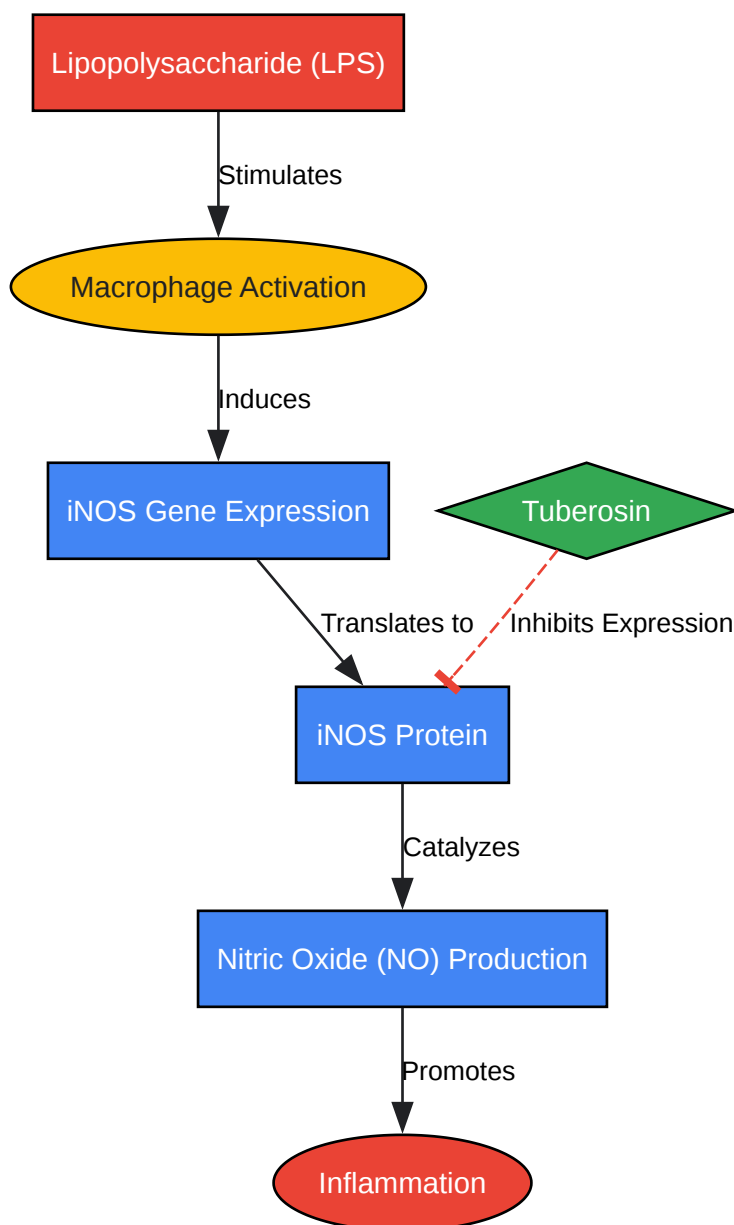 Lipopolysaccharide (LPS)
Stimulates
Macrophage Activation
Induces
iNOS Gene Expression
Tuberosin
Translates to
Inhibits Expression
iNOS Protein
Catalyzes
Nitric Oxide (NO) Production
Promotes
Inflammation